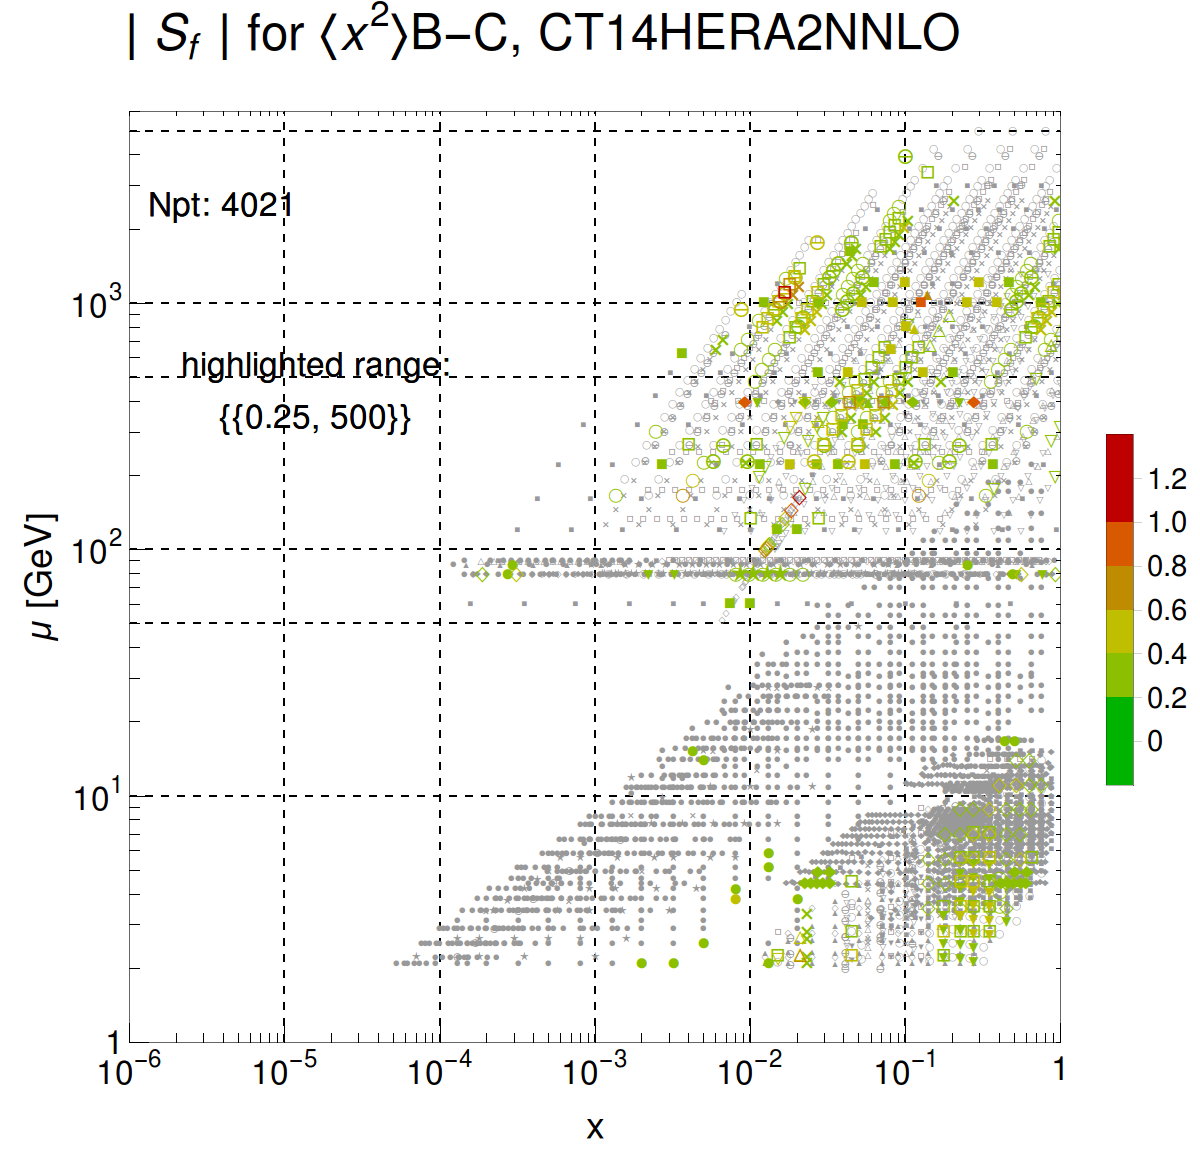 | S_f | for ⟨x²⟩B−C, CT14HERA2NNLO
Npt: 4021
highlighted range:
{{0.25, 500}}
μ [GeV]
10³
10²
10¹
1
10⁻⁶ 10⁻⁵ 10⁻⁴ 10⁻³ 10⁻² 10⁻¹ 1
x
1.2
1.0
0.8
0.6
0.4
0.2
0